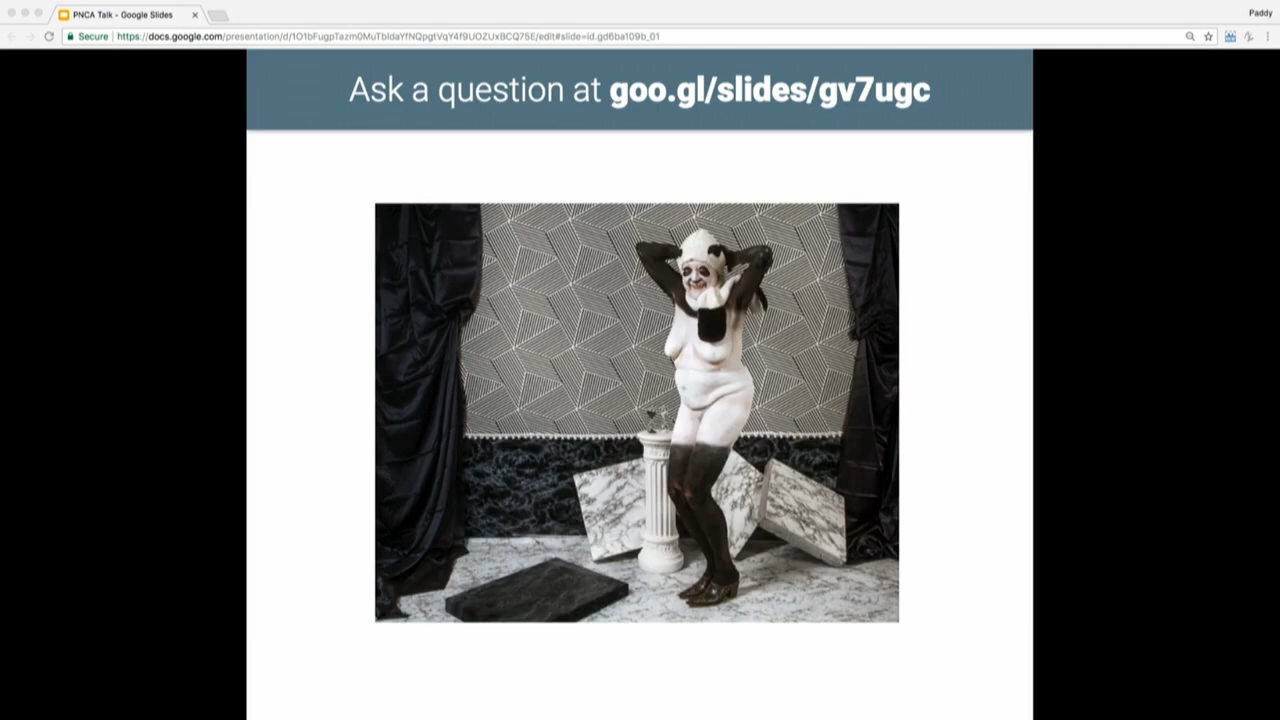 PNCA Talk - Google Slides
Paddy
Secure
https://docs.google.com/presentation/d/1O1bFugpTazm0MuTbldaYfNQpgtVqY4f9UOZUxBCQ75E/edit#slide=id.gd6ba109b_01
Ask a question at goo.gl/slides/gv7ugc